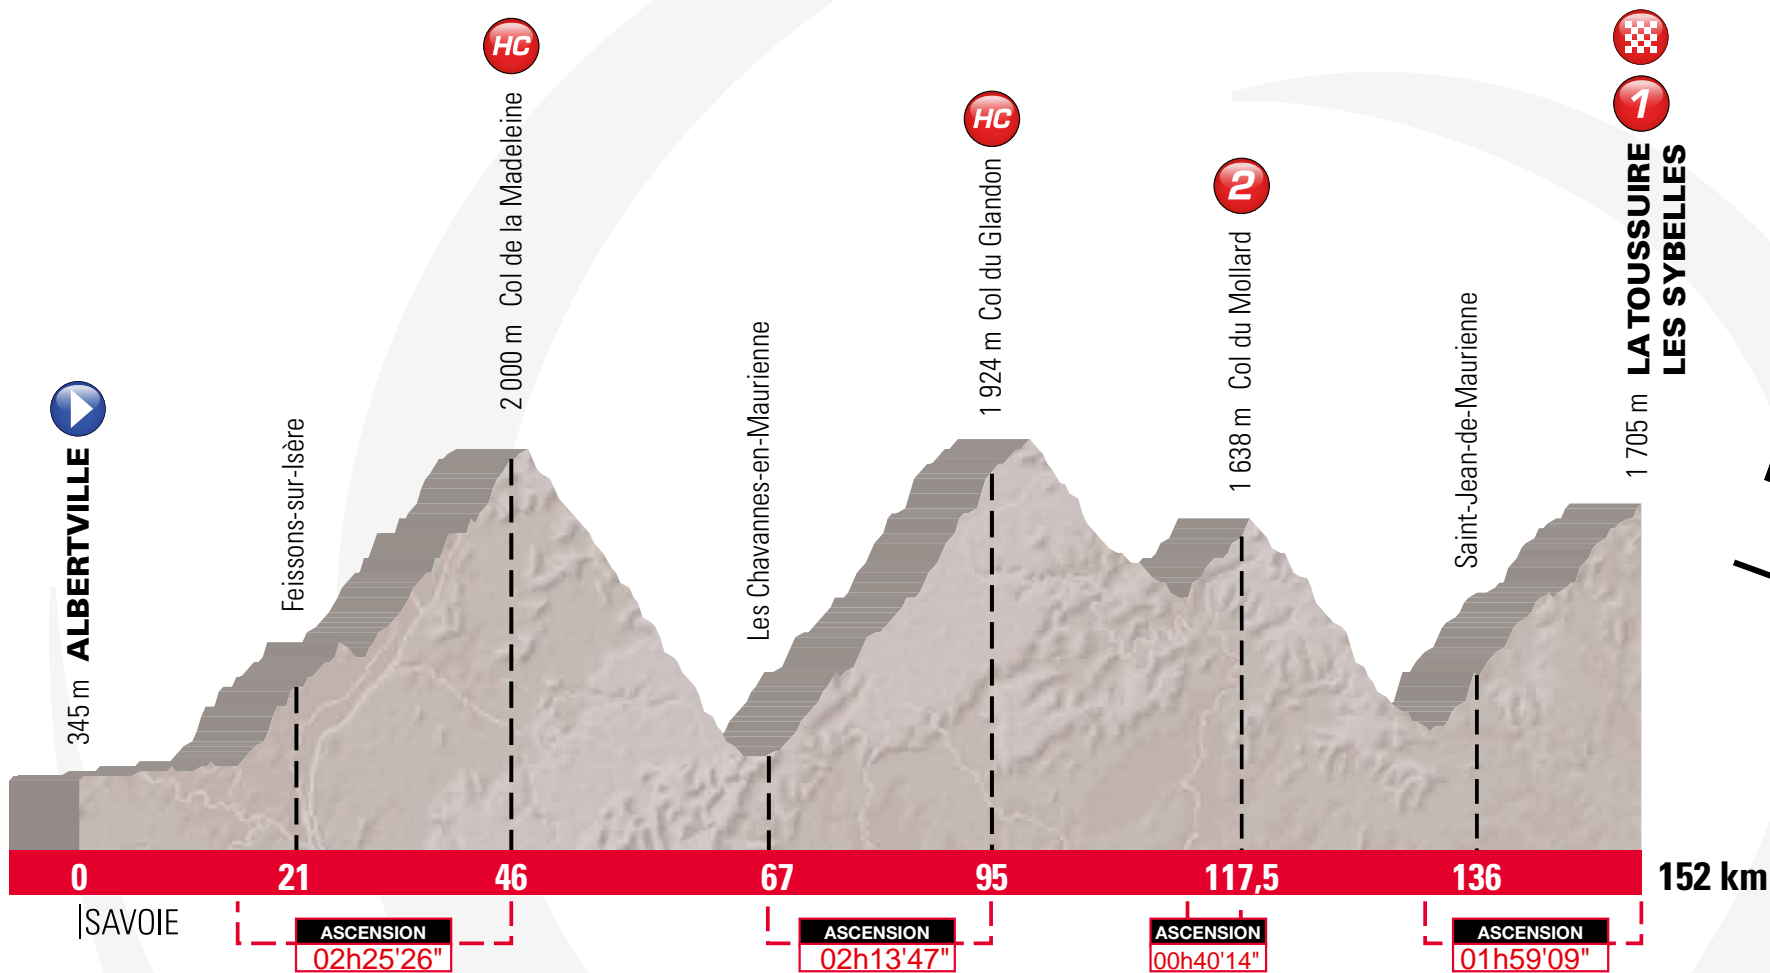 HC
2 000 m Col de la Madeleine
HC
1 924 m Col du Glandon
2
1 638 m Col du Mollard
1
1 705 m LA TOUSSUIRE
LES SYBELLES
345 m ALBERTVILLE
Feissons-sur-Isère
Les Chavannes-en-Maurienne
Saint-Jean-de-Maurienne
0 21 46 67 95 117,5 136 152 km
SAVOIE
ASCENSION
02h25'26"
ASCENSION
02h13'47"
ASCENSION
00h40'14"
ASCENSION
01h59'09"